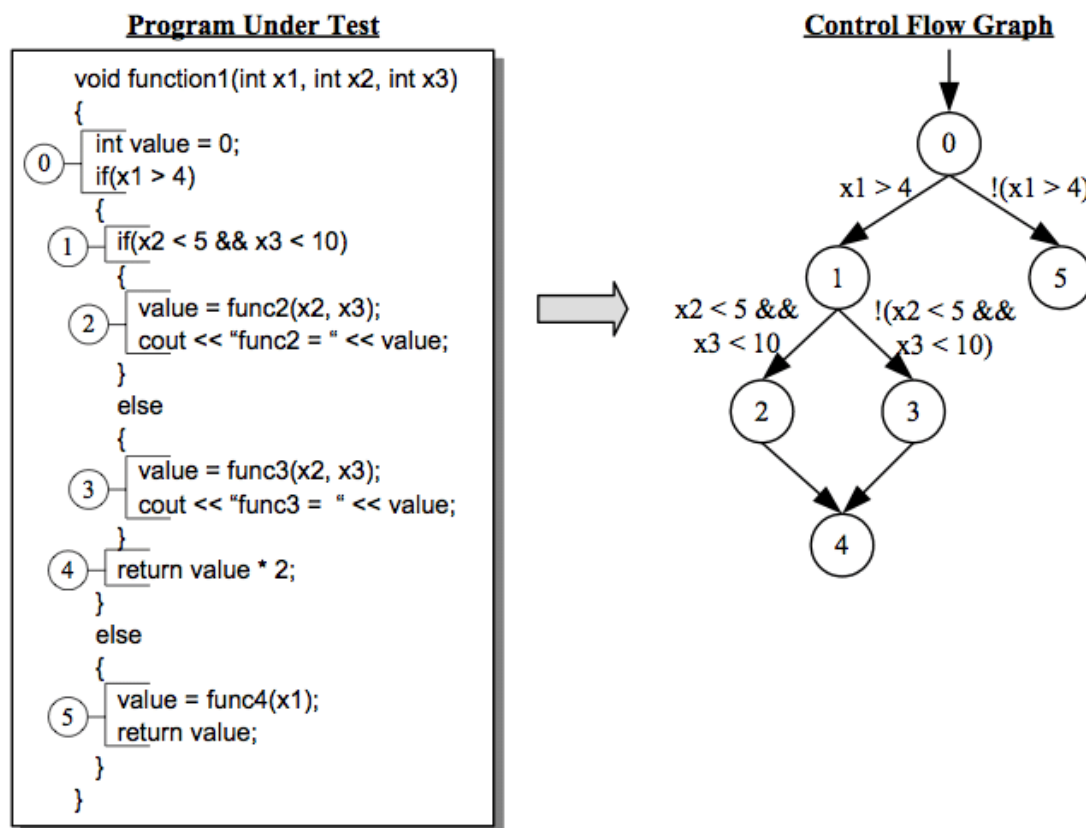 Program Under Test
void function1(int x1, int x2, int x3)
{
0
int value = 0;
if(x1 > 4)
{
1
if(x2 < 5 && x3 < 10)
{
2
value = func2(x2, x3);
cout << “func2 = “ << value;
}
else
{
3
value = func3(x2, x3);
cout << “func3 =  “ << value;
}
4
return value * 2;
}
else
{
5
value = func4(x1);
return value;
}
}
Control Flow Graph
0
x1 > 4
!(x1 > 4)
1
5
x2 < 5 &&
x3 < 10
!(x2 < 5 &&
x3 < 10)
2
3
4